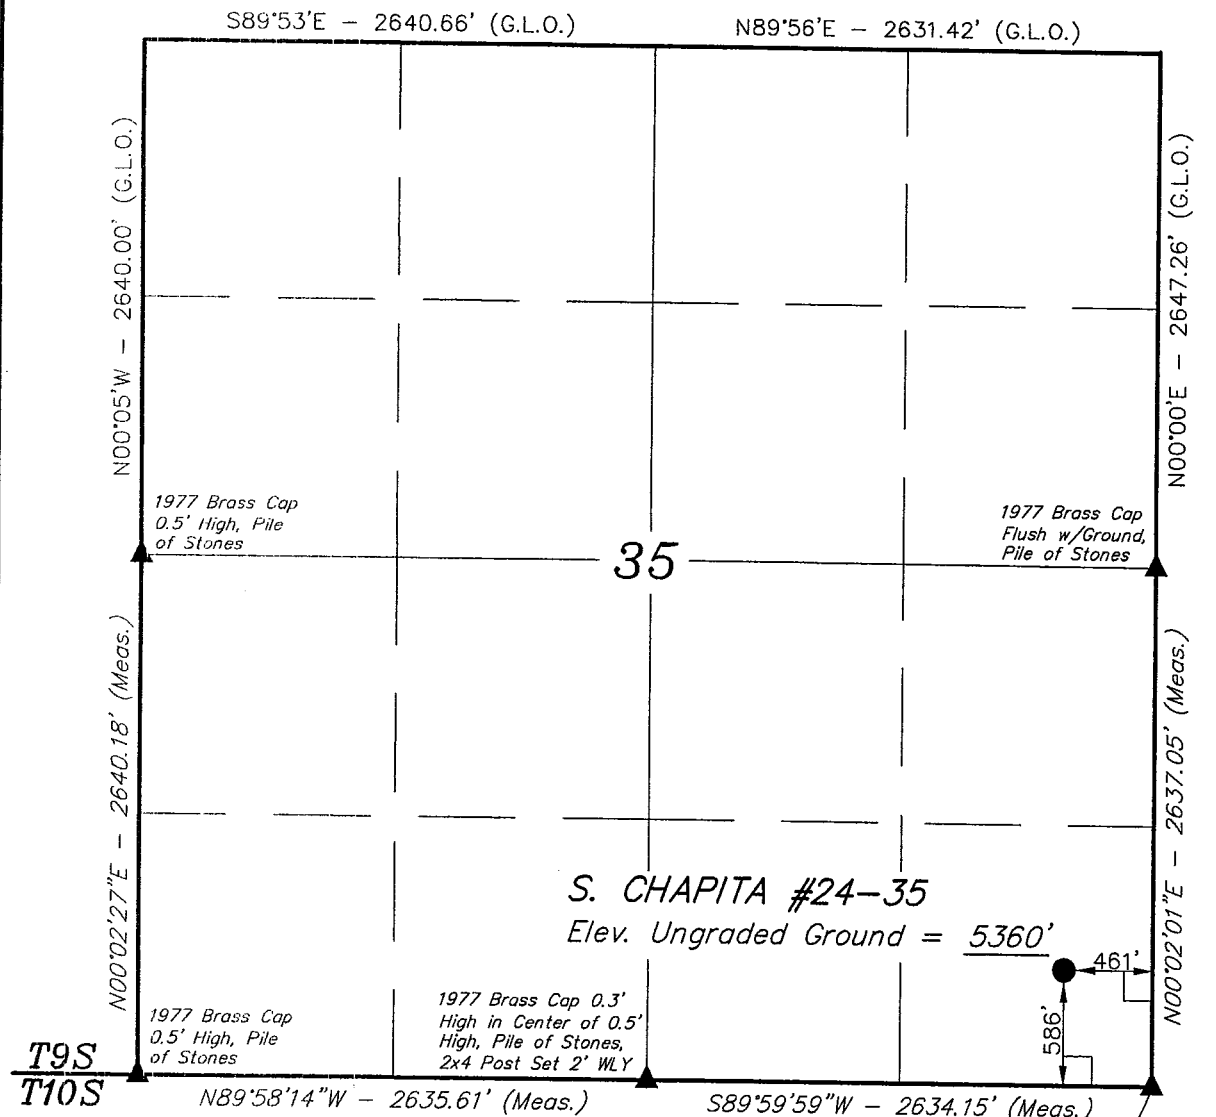 S89°53'E – 2640.66' (G.L.O.)
N89°56'E – 2631.42' (G.L.O.)
N00°05'W – 2640.00' (G.L.O.)
N00°00'E – 2647.26' (G.L.O.)
1977 Brass Cap
0.5' High, Pile
of Stones
1977 Brass Cap
Flush w/Ground,
Pile of Stones
35
N00°02'27"E – 2640.18' (Meas.)
N00°02'01"E – 2637.05' (Meas.)
S. CHAPITA #24–35
Elev. Ungraded Ground = 5360'
461'
586'
1977 Brass Cap
0.5' High, Pile
of Stones
1977 Brass Cap 0.3'
High in Center of 0.5'
High, Pile of Stones,
2x4 Post Set 2' WLY
T9S
T10S
N89°58'14"W – 2635.61' (Meas.)
S89°59'59"W – 2634.15' (Meas.)